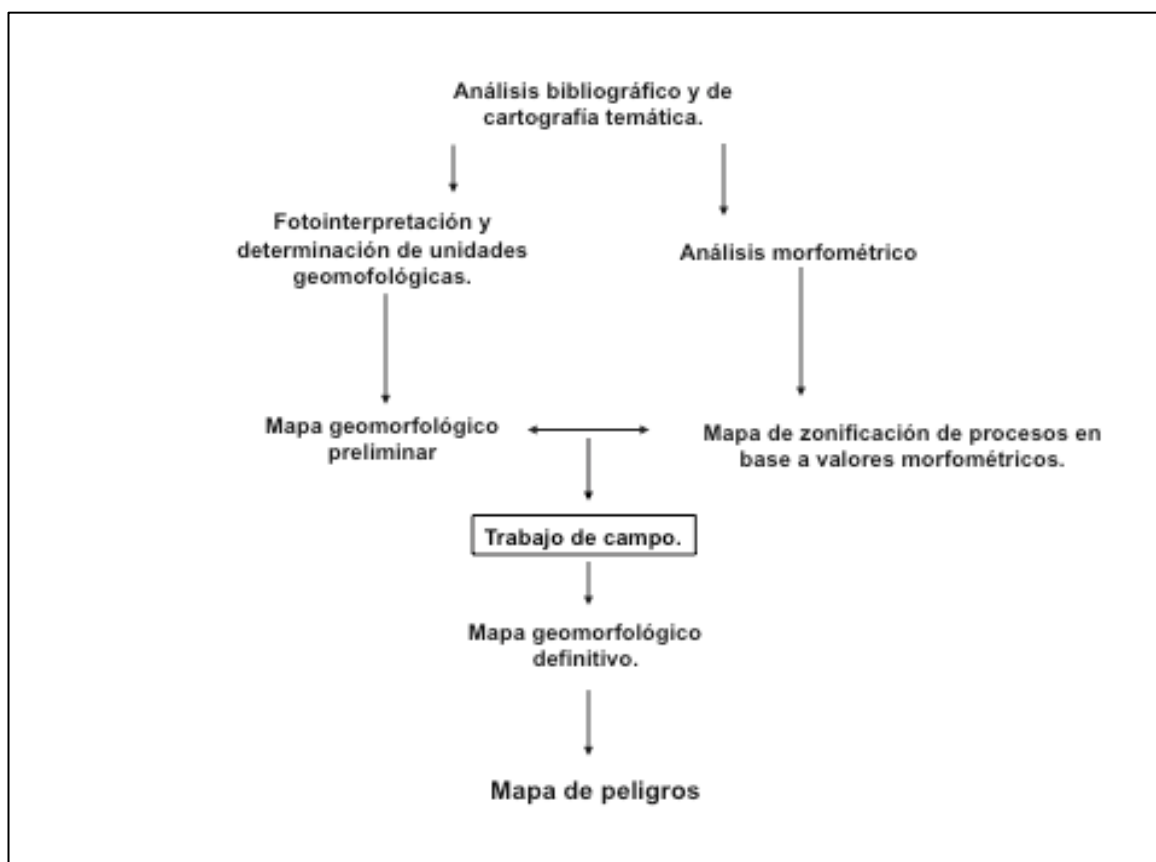 Análisis bibliográfico y de
cartografía temática.
Fotointerpretación y
determinación de unidades
geomofológicas.
Análisis morfométrico
Mapa geomorfológico
preliminar
Mapa de zonificación de procesos en
base a valores morfométricos.
Trabajo de campo.
Mapa geomorfológico
definitivo.
Mapa de peligros